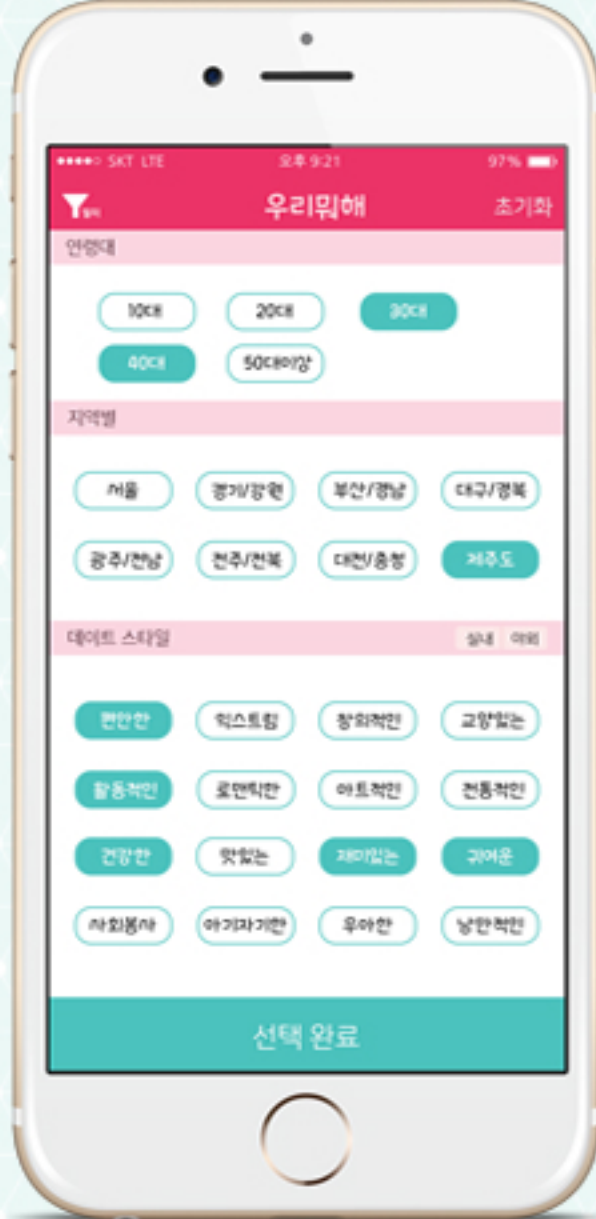 SKT LTE 오후 9:21 97%
필터 우리뭐해 초기화
연령대
10대 20대 30대
40대 50대이상
지역별
서울 경기/강원 부산/경남 대구/경북
광주/전남 전주/전북 대전/충청 제주도
데이트 스타일 실내 야외
편안한 익스트림 창의적인 교양있는
활동적인 로맨틱한 아트적인 전통적인
건강한 맛있는 재미있는 귀여운
사회봉사 아기자기한 우아한 낭만적인
선택 완료